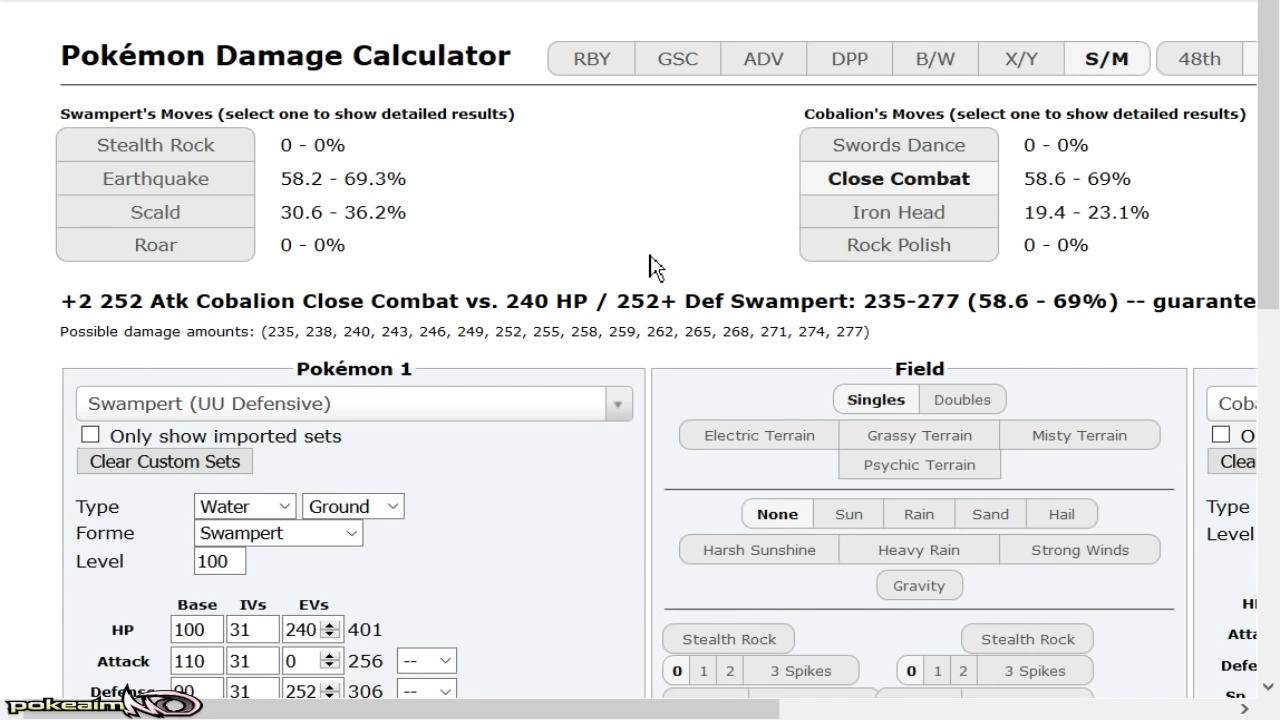 Pokémon Damage Calculator RBY GSC ADV DPP B/W X/Y S/M 48th
Swampert's Moves (select one to show detailed results) Cobalion's Moves (select one to show detailed results)
Stealth Rock 0 - 0% Swords Dance 0 - 0%
Earthquake 58.2 - 69.3% Close Combat 58.6 - 69%
Scald 30.6 - 36.2% Iron Head 19.4 - 23.1%
Roar 0 - 0% Rock Polish 0 - 0%
+2 252 Atk Cobalion Close Combat vs. 240 HP / 252+ Def Swampert: 235-277 (58.6 - 69%) -- guarante
Possible damage amounts: (235, 238, 240, 243, 246, 249, 252, 255, 258, 259, 262, 265, 268, 271, 274, 277)
Pokémon 1 Field
Swampert (UU Defensive) Singles Doubles Coba
Only show imported sets Electric Terrain Grassy Terrain Misty Terrain O
Clear Custom Sets Psychic Terrain Clea
Type Water Ground None Sun Rain Sand Hail Type
Forme Swampert Harsh Sunshine Heavy Rain Strong Winds Level
Level 100 Gravity
Base IVs EVs
HP 100 31 240 401 Stealth Rock Stealth Rock
Attack 110 31 0 256 -- 0 1 2 3 Spikes 0 1 2 3 Spikes Atta
Defense 90 31 252 306 -- Defe
pokeaimMD